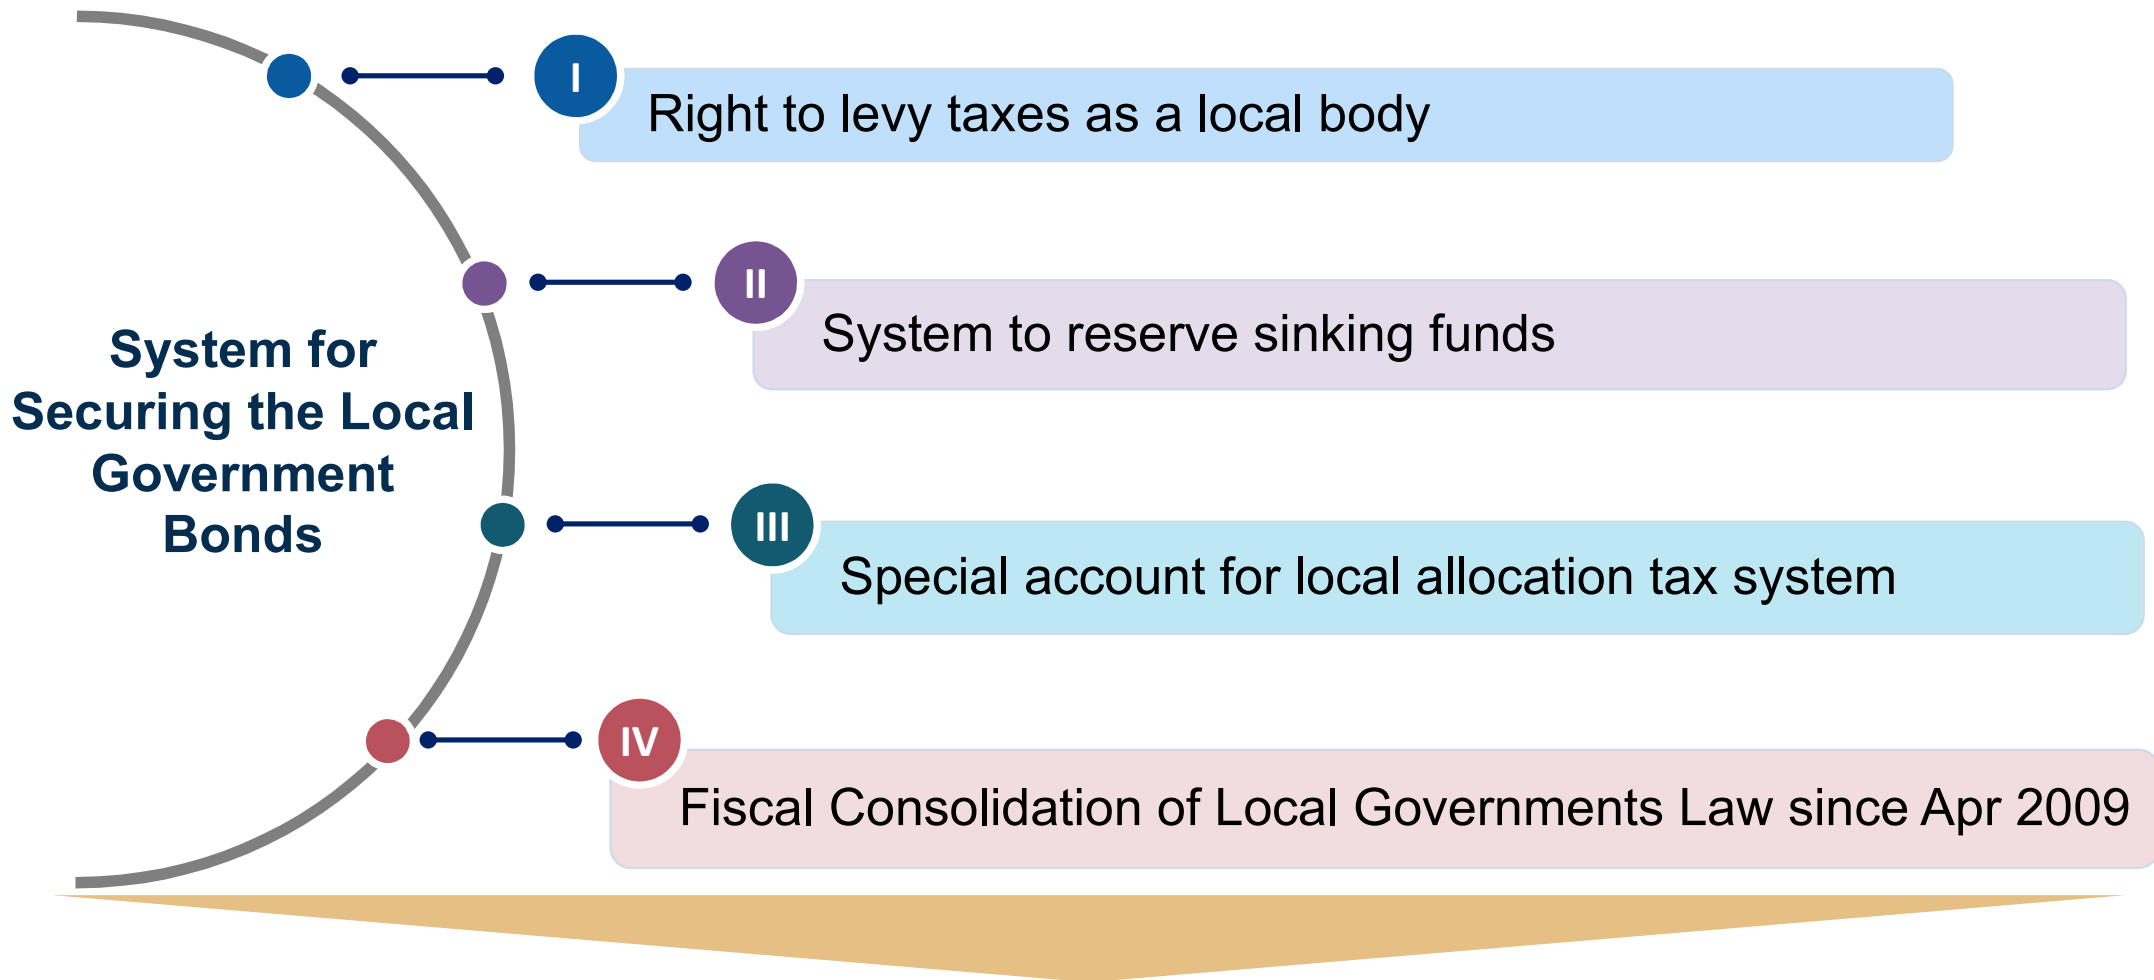 System for
Securing the Local
Government
Bonds
I
Right to levy taxes as a local body
II
System to reserve sinking funds
III
Special account for local allocation tax system
IV
Fiscal Consolidation of Local Governments Law since Apr 2009